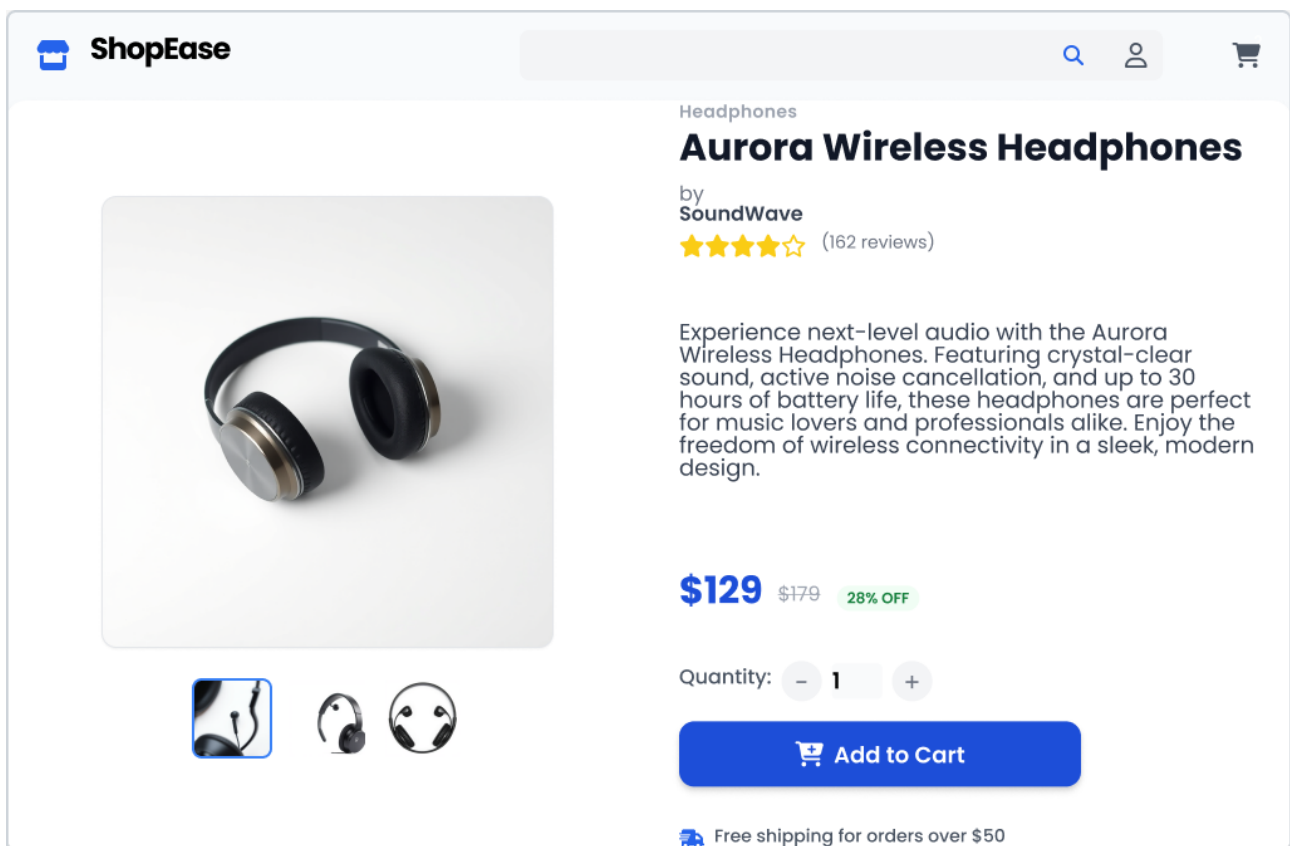 ShopEase
Headphones
Aurora Wireless Headphones
by
SoundWave
(162 reviews)
Experience next-level audio with the Aurora
Wireless Headphones. Featuring crystal-clear
sound, active noise cancellation, and up to 30
hours of battery life, these headphones are perfect
for music lovers and professionals alike. Enjoy the
freedom of wireless connectivity in a sleek, modern
design.
$129 $179 28% OFF
Quantity: - 1 +
Add to Cart
Free shipping for orders over $50